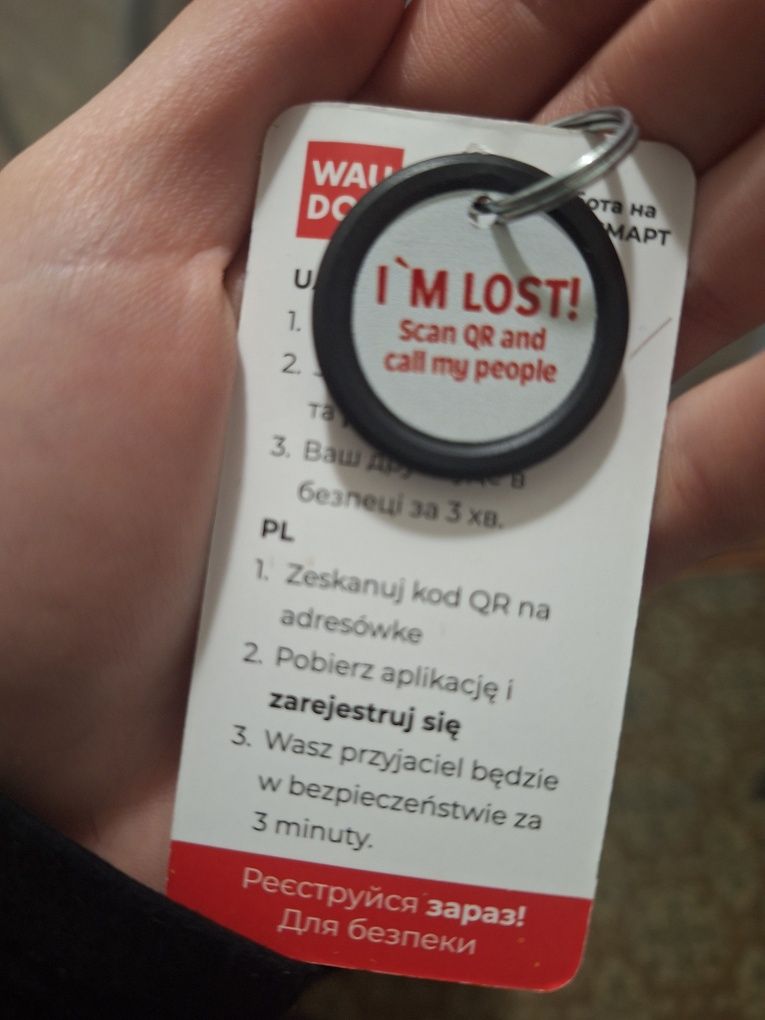 WAU
DO
I`M LOST!
Scan QR and
call my people
ота на
МАРТ
U
1.
2.
та
3. Ваш дру в
безпеці за 3 хв.
PL
1. Zeskanuj kod QR na
adresówke
2. Pobierz aplikację i
zarejestruj się
3. Wasz przyjaciel będzie
w bezpieczeństwie za
3 minuty.
Реєструйся зараз!
Для безпеки